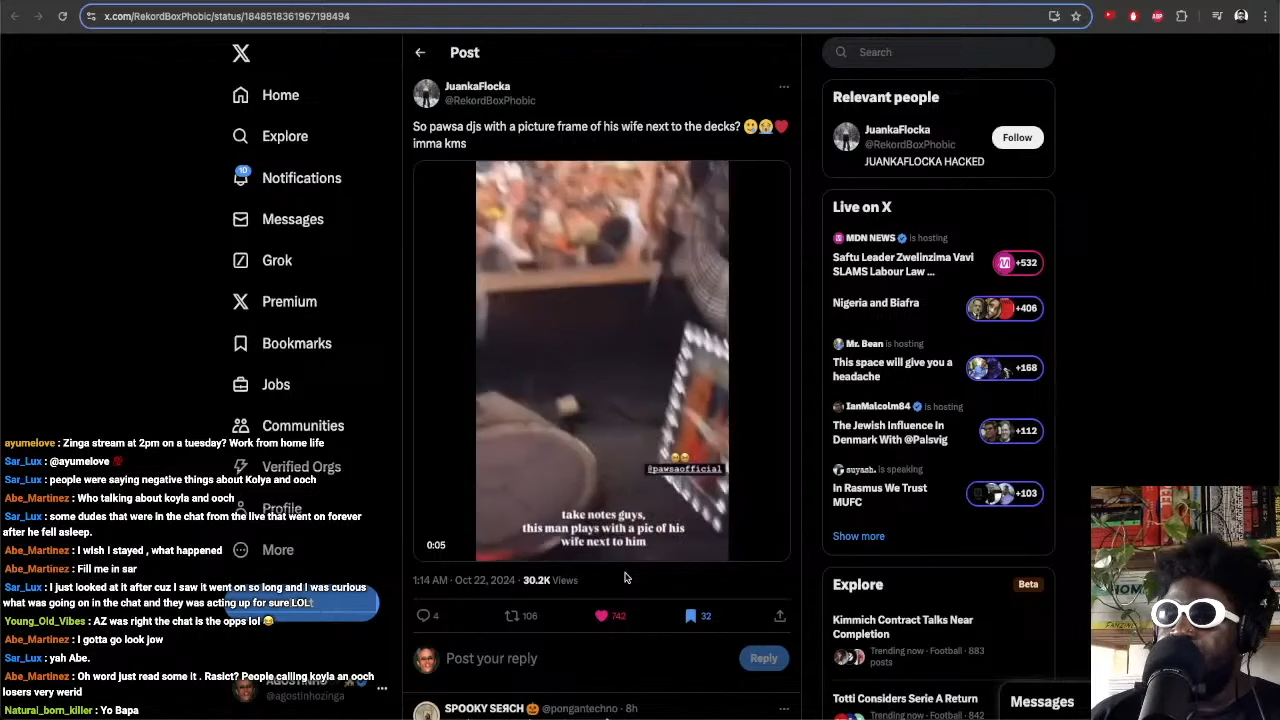 x.com/RekordBoxPhobic/status/1848518361967198494
ABP
Home
Explore
10
Notifications
Messages
Grok
Premium
Bookmarks
Jobs
Communities
Verified Orgs
Profile
More
@agostinhozinga
ayumelove : Zinga stream at 2pm on a tuesday? Work from home life
Sar_Lux : @ayumelove 💯
Sar_Lux : people were saying negative things about Kolya and ooch
Abe_Martinez : Who talking about koyla and ooch
Sar_Lux : some dudes that were in the chat from the live that went on forever
after he fell asleep.
Abe_Martinez : I wish I stayed , what happened
Abe_Martinez : Fill me in sar
Sar_Lux : I just looked at it after cuz I saw it went on so long and I was curious
what was going on in the chat and they was acting up for sure LOL
Young_Old_Vibes : AZ was right the chat is the opps lol 😂
Abe_Martinez : I gotta go look jow
Sar_Lux : yah Abe.
Abe_Martinez : Oh word just read some it . Rasict? People calling koyla an ooch
losers very werid
Natural_born_killer : Yo Bapa
Post
JuankaFlocka
@RekordBoxPhobic
So pawsa djs with a picture frame of his wife next to the decks? 🥲😭❤️
imma kms
@pawsaofficial
take notes guys,
this man plays with a pic of his
wife next to him
0:05
1:14 AM · Oct 22, 2024 · 30.2K Views
4
106
742
32
Post your reply
Reply
SPOOKY SEЯCH 🎃 @pongantechno · 8h
Search
Relevant people
JuankaFlocka
@RekordBoxPhobic
JUANKAFLOCKA HACKED
Follow
Live on X
MDN NEWS is hosting
Saftu Leader Zwelinzima Vavi
SLAMS Labour Law ...
+532
Nigeria and Biafra
+406
Mr. Bean is hosting
This space will give you a
headache
+168
IanMalcolm84 is hosting
The Jewish Influence in
Denmark With @Palsvig
+112
suyash. is speaking
In Rasmus We Trust
MUFC
+103
Show more
Explore
Beta
Kimmich Contract Talks Near
Completion
Trending now · Football · 883
posts
Totti Considers Serie A Return
Trending now · Football
Messages